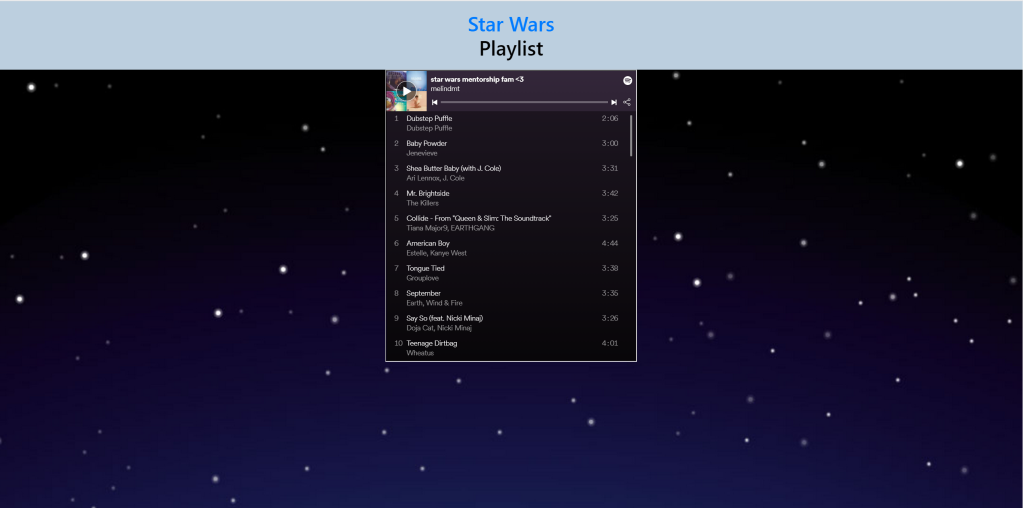 Star Wars
Playlist
star wars mentorship fam <3
melindmt
1 Dubstep Puffle 2:06
Dubstep Puffle
2 Baby Powder 3:00
Jenevieve
3 Shea Butter Baby (with J. Cole) 3:31
Ari Lennox, J. Cole
4 Mr. Brightside 3:42
The Killers
5 Collide - From "Queen & Slim: The Soundtrack" 3:25
Tiana Major9, EARTHGANG
6 American Boy 4:44
Estelle, Kanye West
7 Tongue Tied 3:38
Grouplove
8 September 3:35
Earth, Wind & Fire
9 Say So (feat. Nicki Minaj) 3:26
Doja Cat, Nicki Minaj
10 Teenage Dirtbag 4:01
Wheatus